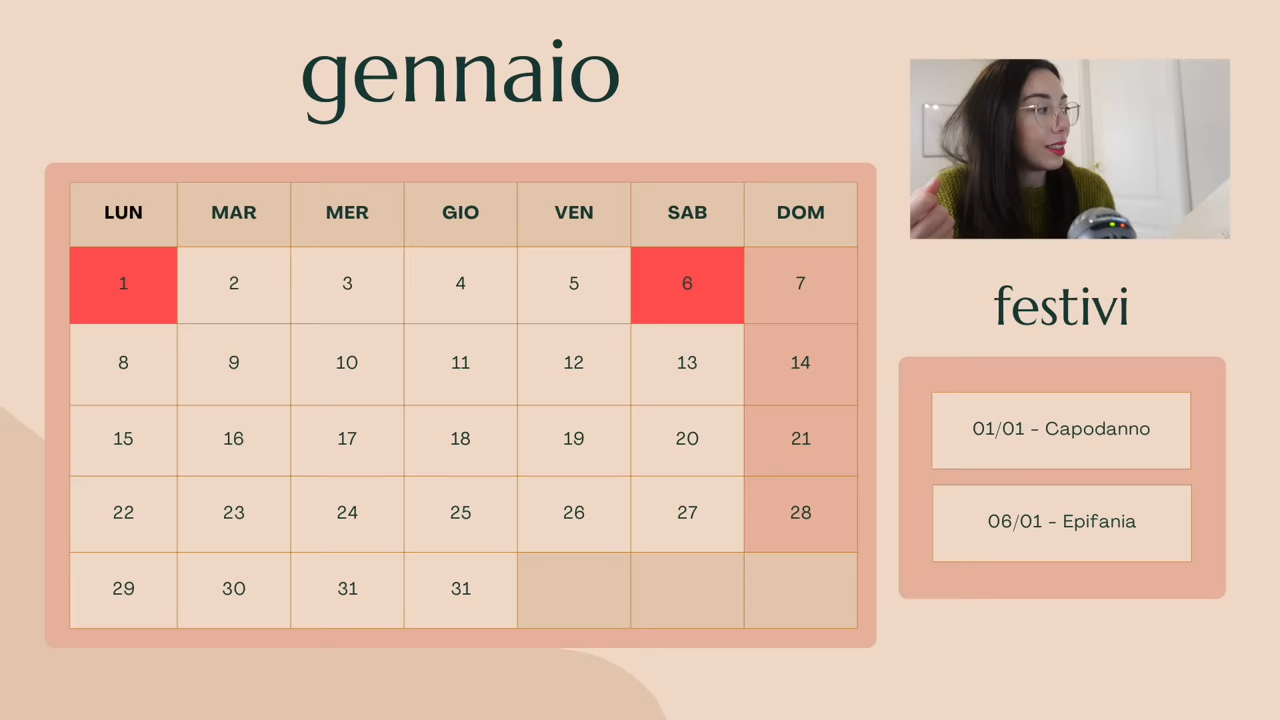 gennaio
LUN MAR MER GIO VEN SAB DOM
1 2 3 4 5 6 7
8 9 10 11 12 13 14
15 16 17 18 19 20 21
22 23 24 25 26 27 28
29 30 31 31
festivi
01/01 - Capodanno
06/01 - Epifania